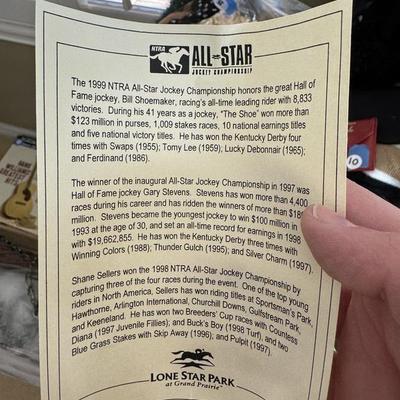 NTRA
ALL-STAR
JOCKEY CHAMPIONSHIP
The 1999 NTRA All-Star Jockey Championship honors the great Hall of
Fame jockey, Bill Shoemaker, racing's all-time leading rider with 8,833
victories. During his 41 years as a jockey, "The Shoe" won more than
$123 million in purses, 1,009 stakes races, 10 national earnings titles
and five national victory titles. He has won the Kentucky Derby four
times with Swaps (1955); Tomy Lee (1959); Lucky Debonnair (1965);
and Ferdinand (1986).
The winner of the inaugural All-Star Jockey Championship in 1997 was
Hall of Fame jockey Gary Stevens. Stevens has won more than 4,400
races during his career and has ridden the winners of more than
million. Stevens became the youngest jockey to win $100 million in
1993 at the age of 30, and set an all-time record for earnings in 1998
with $19,662,855. He has won the Kentucky Derby three times with
Winning Colors (1988); Thunder Gulch (1995); and Silver Charm (1997).
Shane Sellers won the 1998 NTRA All-Star Jockey Championship by
capturing three of the four races during the event. One of the top young
riders in North America, Sellers has won riding titles at Sportsman's Park,
Hawthorne, Arlington International, Churchill Downs, Gulfstream Park,
and Keeneland. He has won two Breeders' Cup races with Countess
Diana (1997 Juvenile Fillies); and Buck's Boy (1998 Turf), and two
Blue Grass Stakes with Skip Away (1996); and Pulpit (1997).
LONE STAR PARK
at Grand Prairie
HANK
WILLIAMS
GREATEST
HITS
10